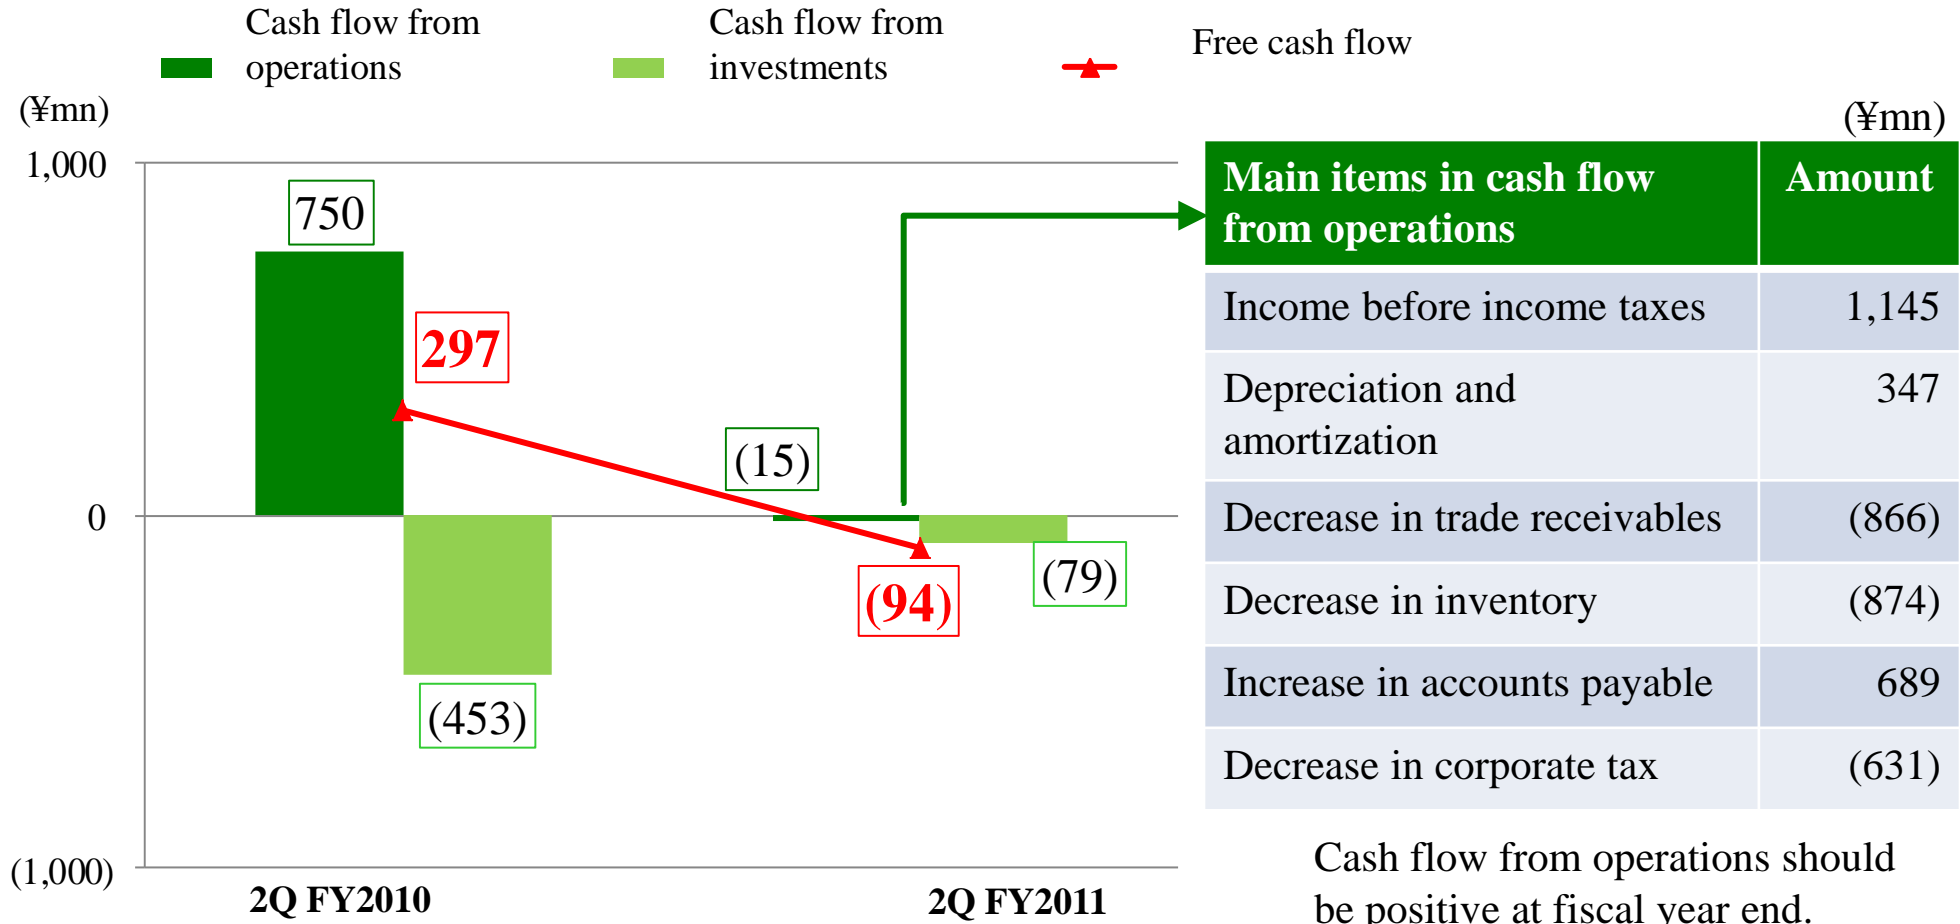 Cash flow from
operations
Cash flow from
investments
Free cash flow
(¥mn)
1,000
0
(1,000)
750
297
(453)
(15)
(94)
(79)
2Q FY2010
2Q FY2011
(¥mn)
Main items in cash flow
from operations
Amount
Income before income taxes
1,145
Depreciation and
amortization
347
Decrease in trade receivables
(866)
Decrease in inventory
(874)
Increase in accounts payable
689
Decrease in corporate tax
(631)
Cash flow from operations should
be positive at fiscal year end.